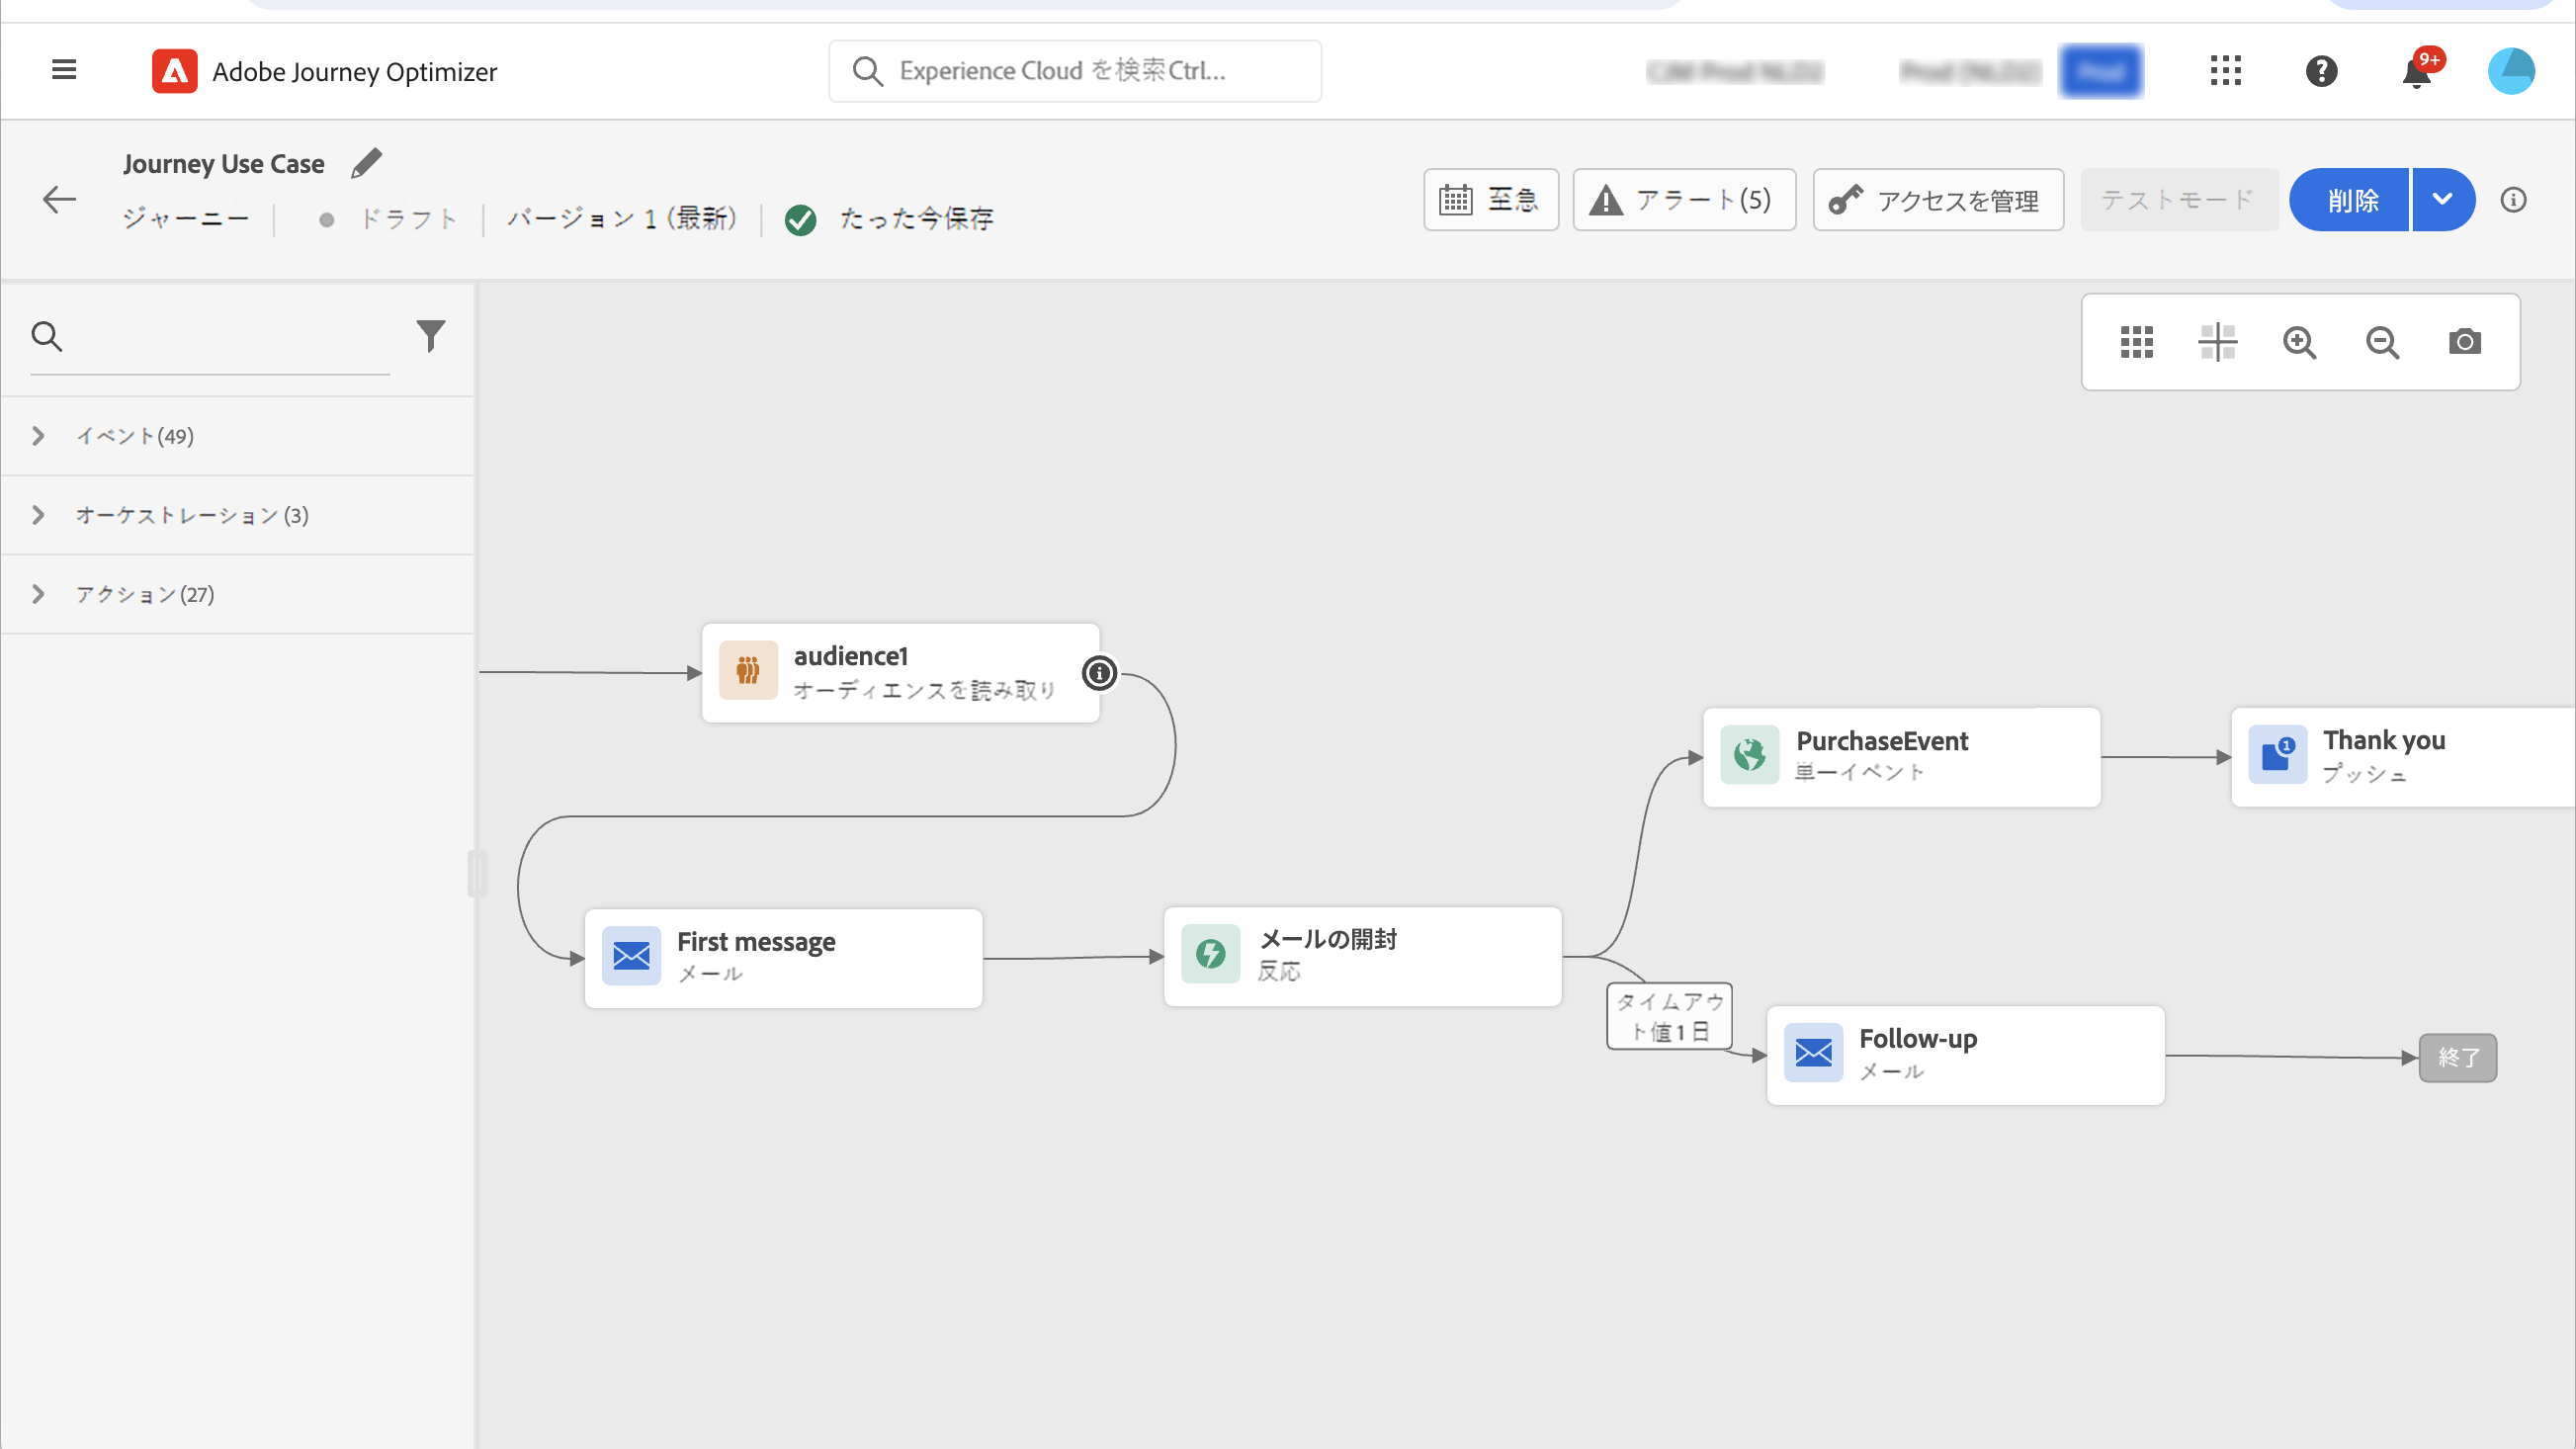 Adobe Journey Optimizer
Experience Cloud を検索Ctrl...
9+
Journey Use Case
ジャーニー
ドラフト
バージョン 1 (最新)
たった今保存
至急
アラート(5)
アクセスを管理
テストモード
削除
イベント(49)
オーケストレーション (3)
アクション(27)
audience1
オーディエンスを読み取り
PurchaseEvent
単一イベント
1
Thank you
プッシュ
First message
メール
メールの開封
反応
タイムアウ
ト値1日
Follow-up
メール
終了